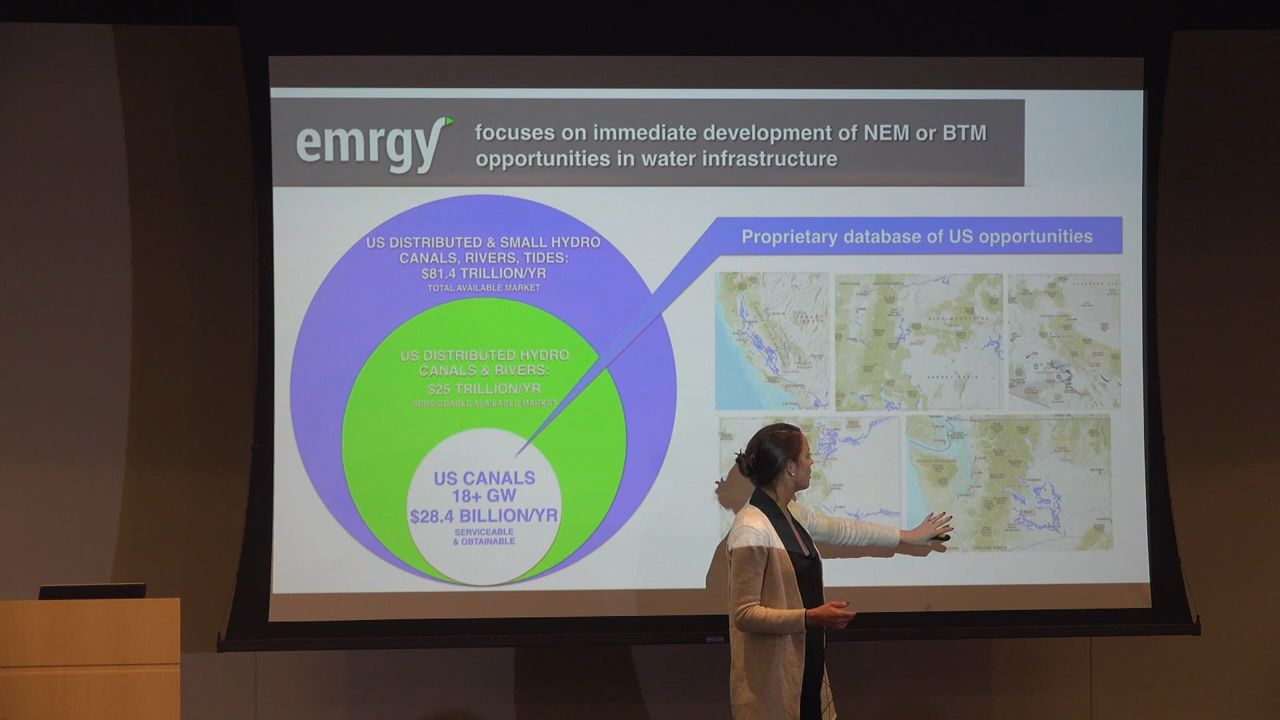 emrgy
focuses on immediate development of NEM or BTM
opportunities in water infrastructure
US DISTRIBUTED & SMALL HYDRO
CANALS, RIVERS, TIDES:
$81.4 TRILLION/YR
TOTAL AVAILABLE MARKET
US DISTRIBUTED HYDRO
CANALS & RIVERS:
$25 TRILLION/YR
SERVICEABLE AVAILABLE MARKET
US CANALS
18+ GW
$28.4 BILLION/YR
SERVICEABLE
& OBTAINABLE
Proprietary database of US opportunities